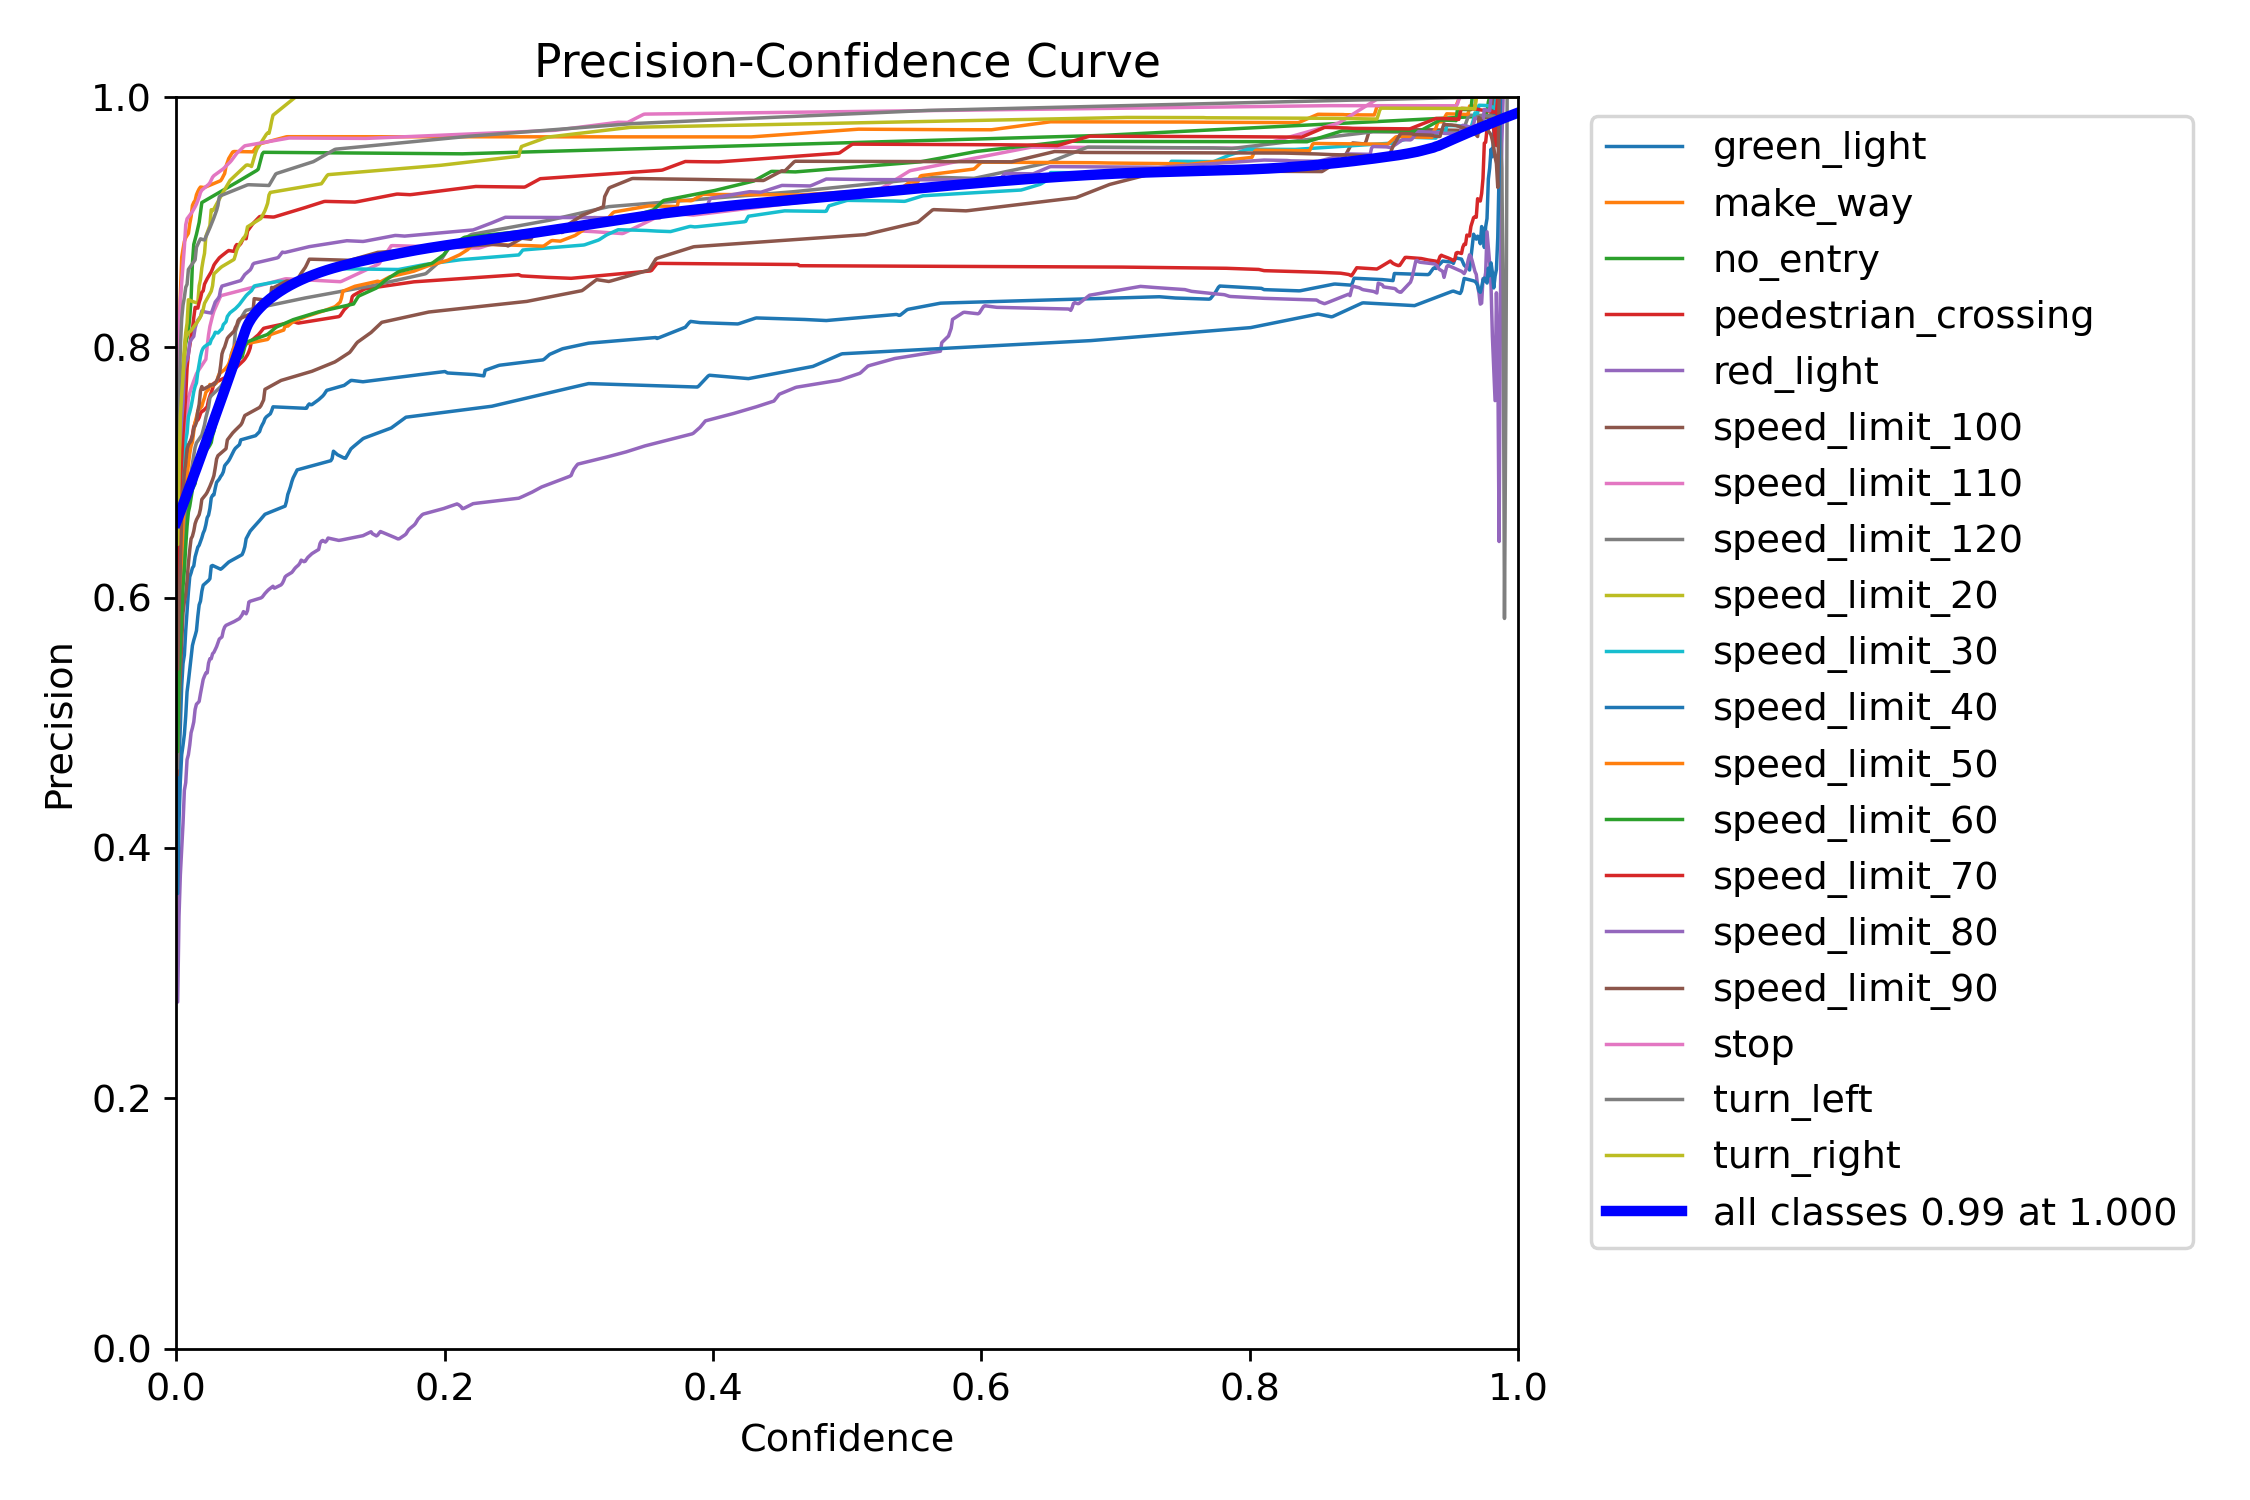 Precision-Confidence Curve
1.0
0.8
0.6
0.4
0.2
0.0
Precision
0.0 0.2 0.4 0.6 0.8 1.0
Confidence
green_light
make_way
no_entry
pedestrian_crossing
red_light
speed_limit_100
speed_limit_110
speed_limit_120
speed_limit_20
speed_limit_30
speed_limit_40
speed_limit_50
speed_limit_60
speed_limit_70
speed_limit_80
speed_limit_90
stop
turn_left
turn_right
all classes 0.99 at 1.000